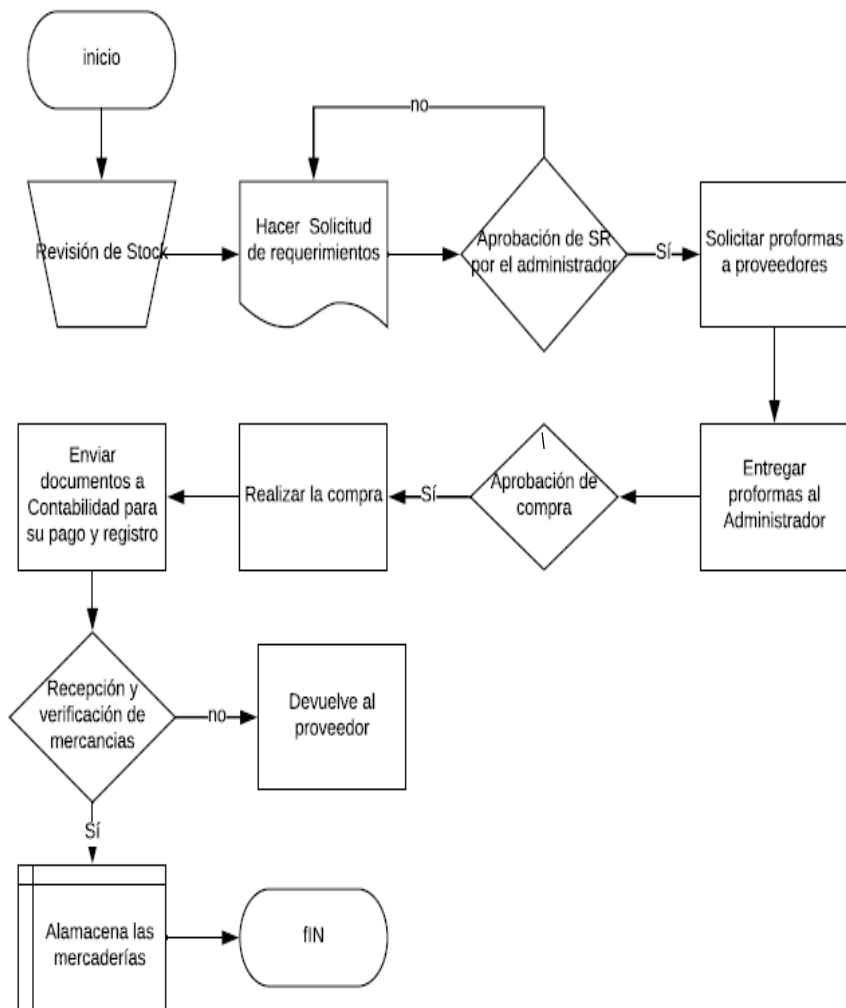 inicio
no
Revisión de Stock
Hacer Solicitud
de requerimientos
Aprobación de SR
por el administrador
Sí
Solicitar proformas
a proveedores
Enviar
documentos a
Contabilidad para
su pago y registro
Realizar la compra
Sí
\
Aprobación de
compra
Entregar
proformas al
Administrador
Recepción y
verificación de
mercancias
no
Devuelve al
proveedor
Sí
Alamacena las
mercaderías
fIN